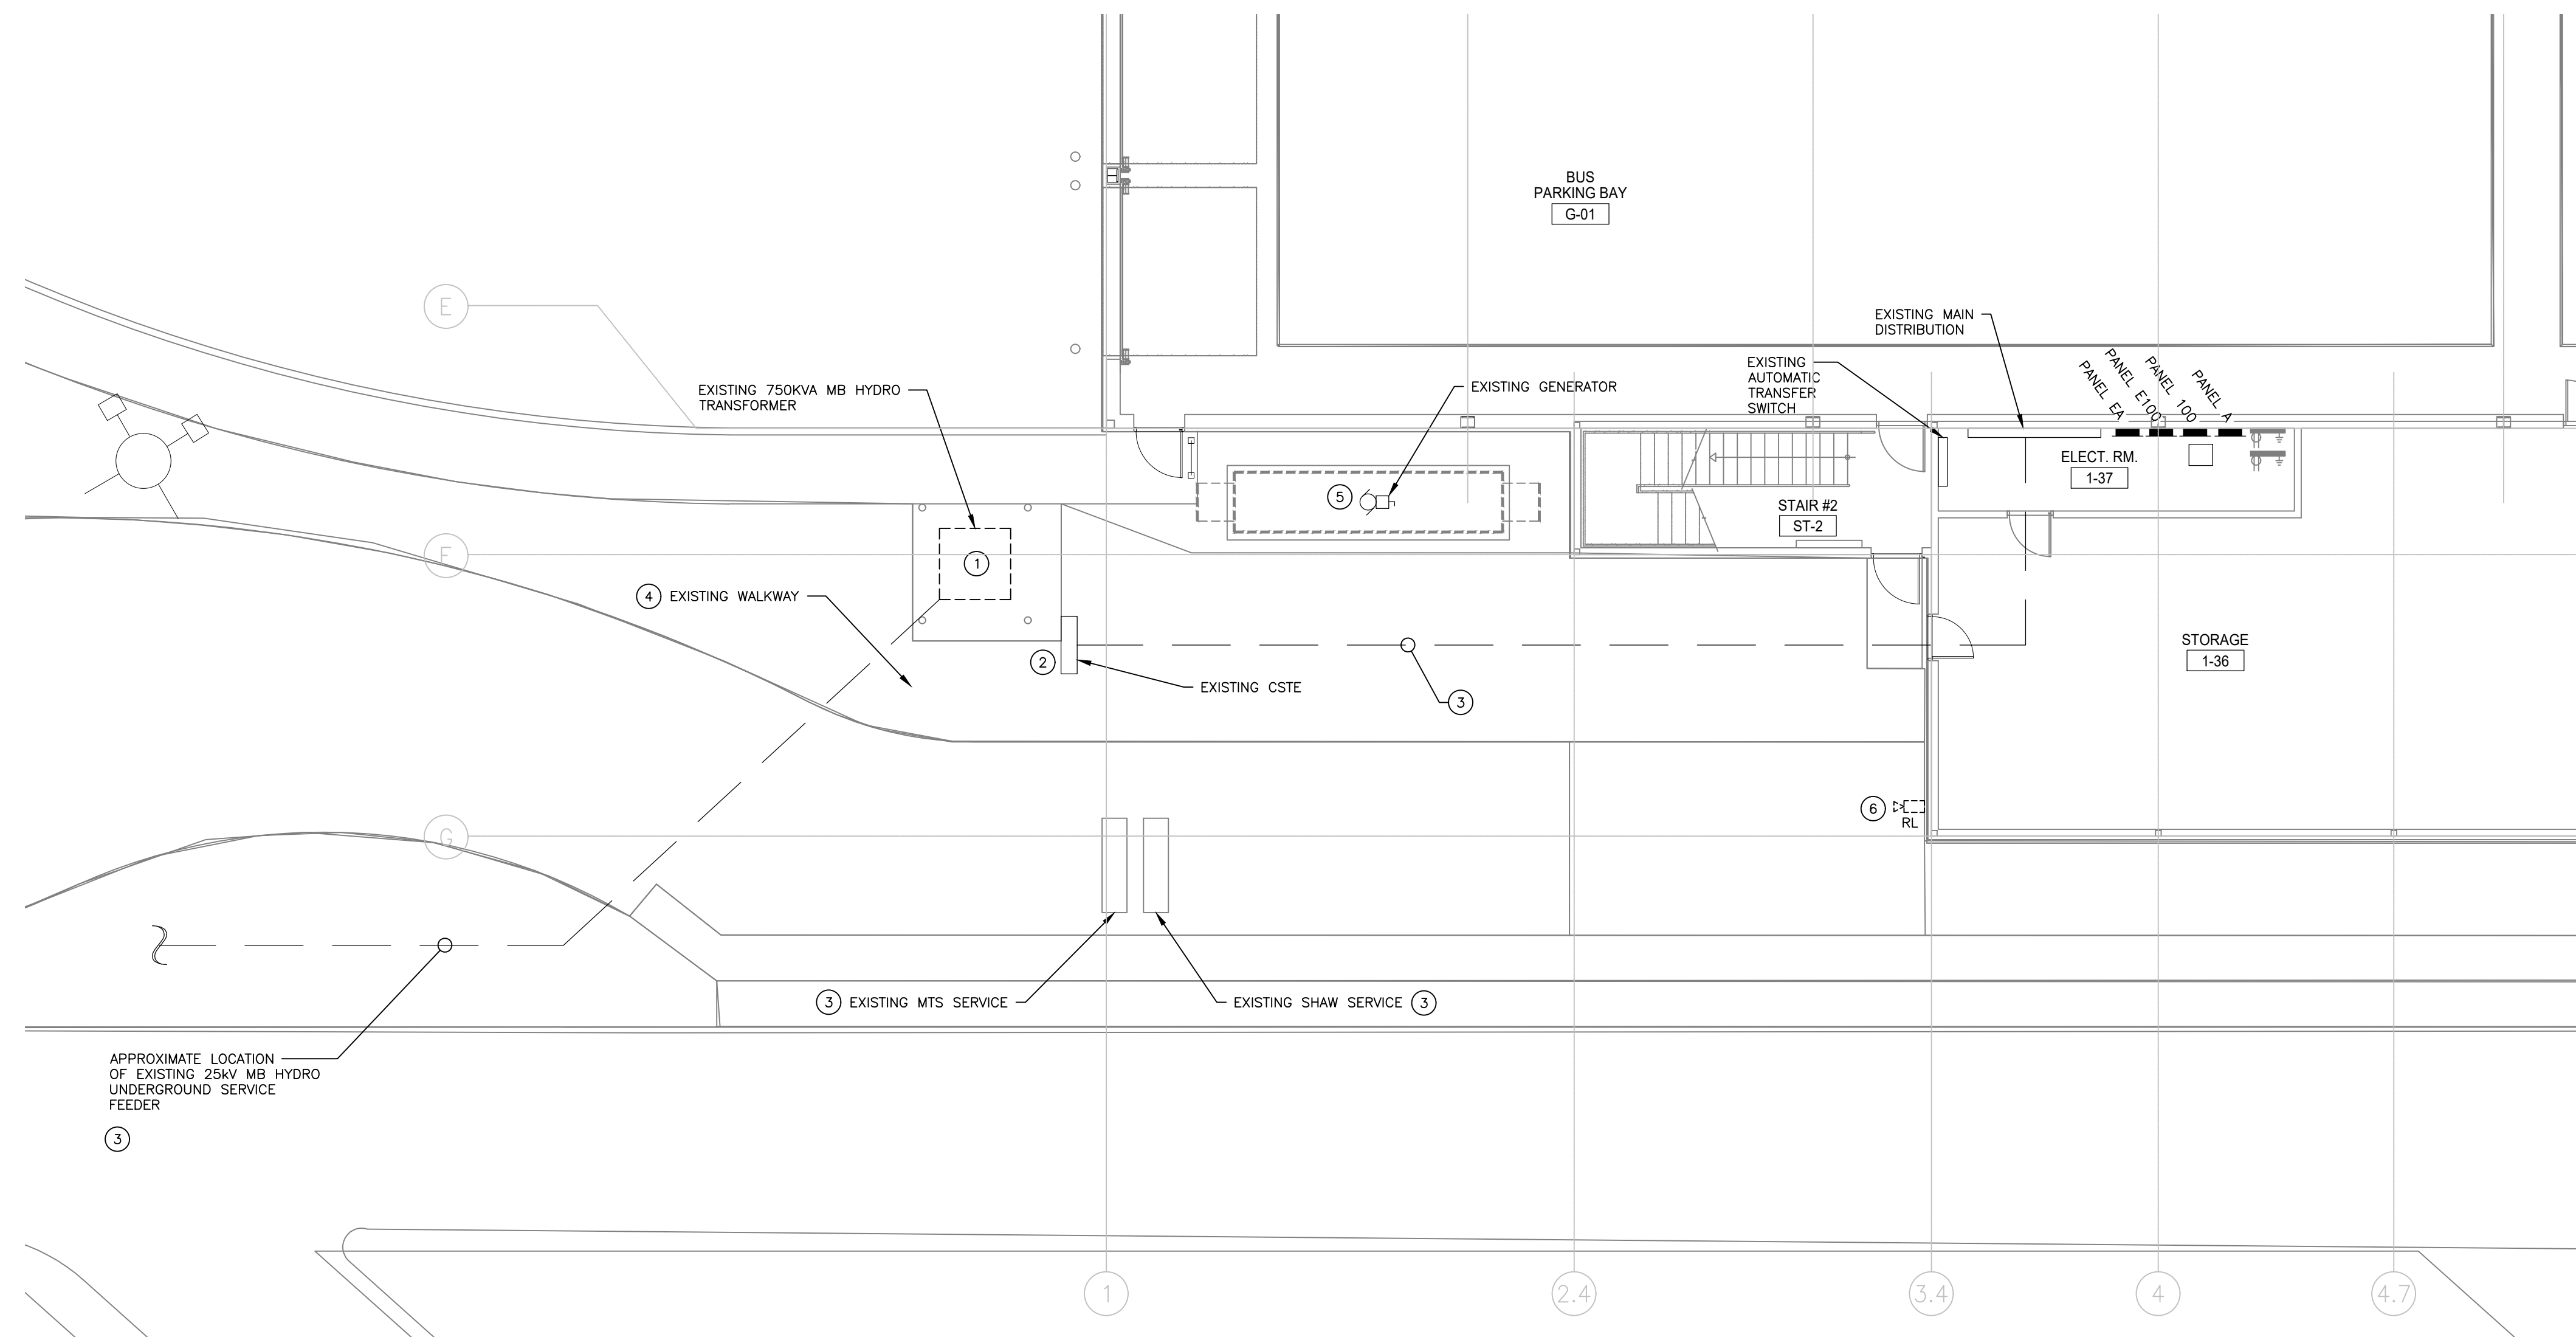 BUS
PARKING BAY
G-01
E
EXISTING MAIN
DISTRIBUTION
EXISTING
AUTOMATIC
TRANSFER
SWITCH
PANEL EA
PANEL E100
PANEL 100
PANEL A
EXISTING 750KVA MB HYDRO
TRANSFORMER
EXISTING GENERATOR
5
ELECT. RM.
1-37
STAIR #2
ST-2
F
1
4 EXISTING WALKWAY
2
EXISTING CSTE
3
STORAGE
1-36
6
RL
G
3 EXISTING MTS SERVICE
EXISTING SHAW SERVICE 3
APPROXIMATE LOCATION
OF EXISTING 25kV MB HYDRO
UNDERGROUND SERVICE
FEEDER
3
1
2.4
3.4
4
4.7